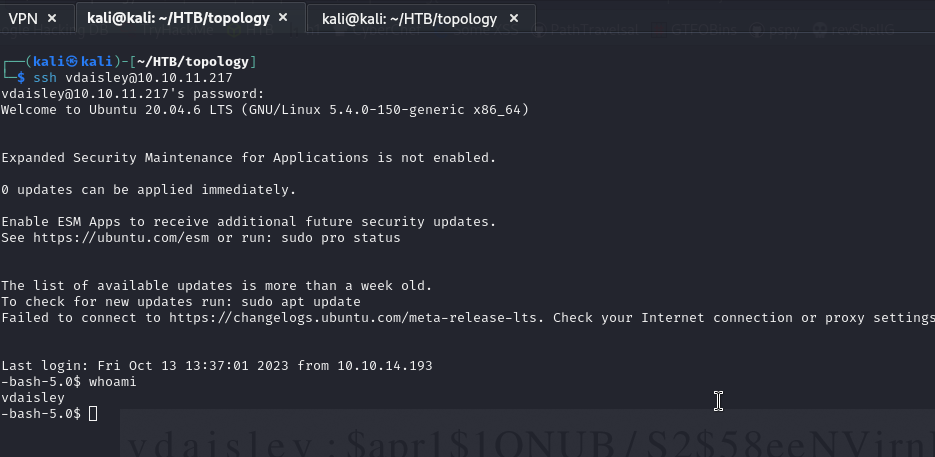 VPN × kali@kali: ~/HTB/topology × kali@kali: ~/HTB/topology ×
┌──(kali㉿kali)-[~/HTB/topology]
└─$ ssh vdaisley@10.10.11.217
vdaisley@10.10.11.217's password:
Welcome to Ubuntu 20.04.6 LTS (GNU/Linux 5.4.0-150-generic x86_64)
Expanded Security Maintenance for Applications is not enabled.
0 updates can be applied immediately.
Enable ESM Apps to receive additional future security updates.
See https://ubuntu.com/esm or run: sudo pro status
The list of available updates is more than a week old.
To check for new updates run: sudo apt update
Failed to connect to https://changelogs.ubuntu.com/meta-release-lts. Check your Internet connection or proxy settings
Last login: Fri Oct 13 13:37:01 2023 from 10.10.14.193
-bash-5.0$ whoami
vdaisley
-bash-5.0$
vdaisley:$apr1$1ONUB/S2$58eeNVirn